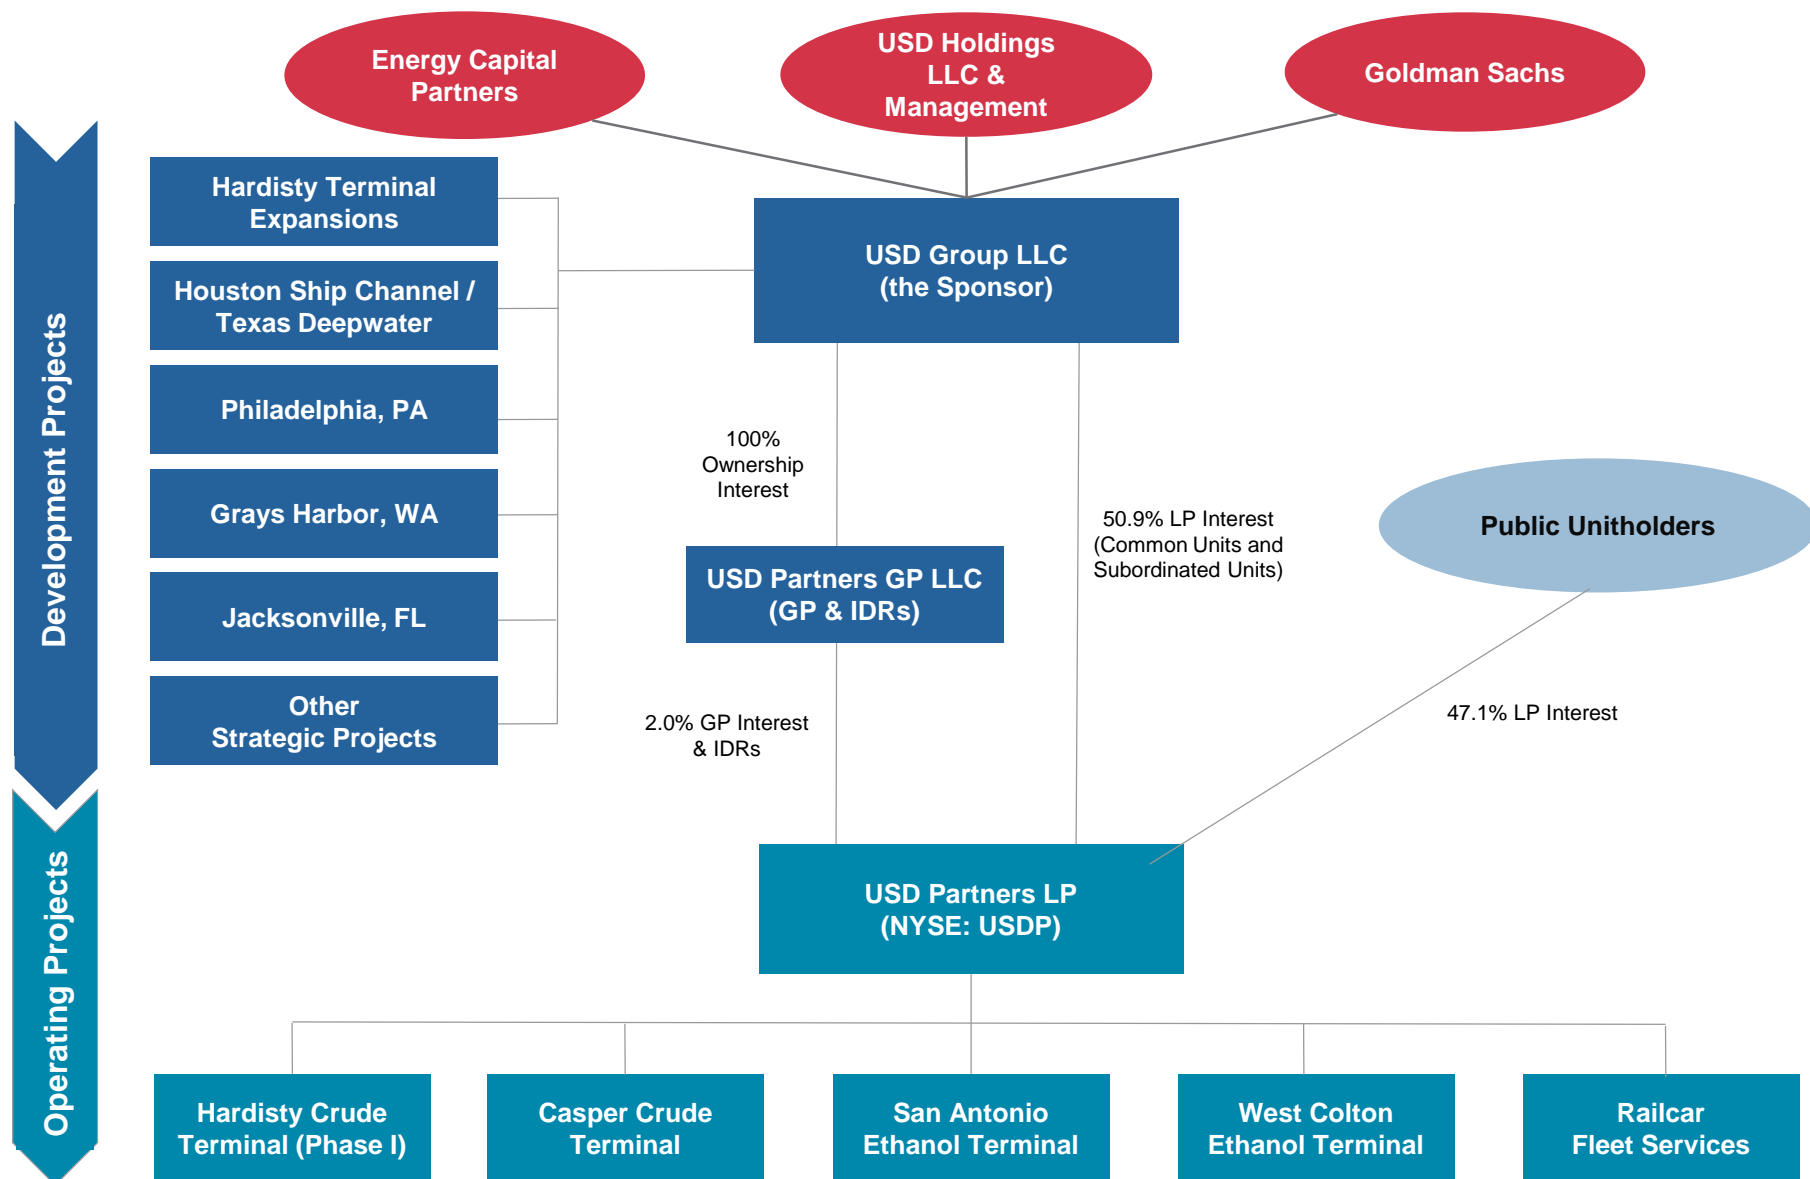 Energy Capital
Partners
USD Holdings
LLC &
Management
Goldman Sachs
Development Projects
Hardisty Terminal
Expansions
Houston Ship Channel /
Texas Deepwater
Philadelphia, PA
Grays Harbor, WA
Jacksonville, FL
Other
Strategic Projects
USD Group LLC
(the Sponsor)
100%
Ownership
Interest
50.9% LP Interest
(Common Units and
Subordinated Units)
Public Unitholders
USD Partners GP LLC
(GP & IDRs)
2.0% GP Interest
& IDRs
47.1% LP Interest
Operating Projects
USD Partners LP
(NYSE: USDP)
Hardisty Crude
Terminal (Phase I)
Casper Crude
Terminal
San Antonio
Ethanol Terminal
West Colton
Ethanol Terminal
Railcar
Fleet Services